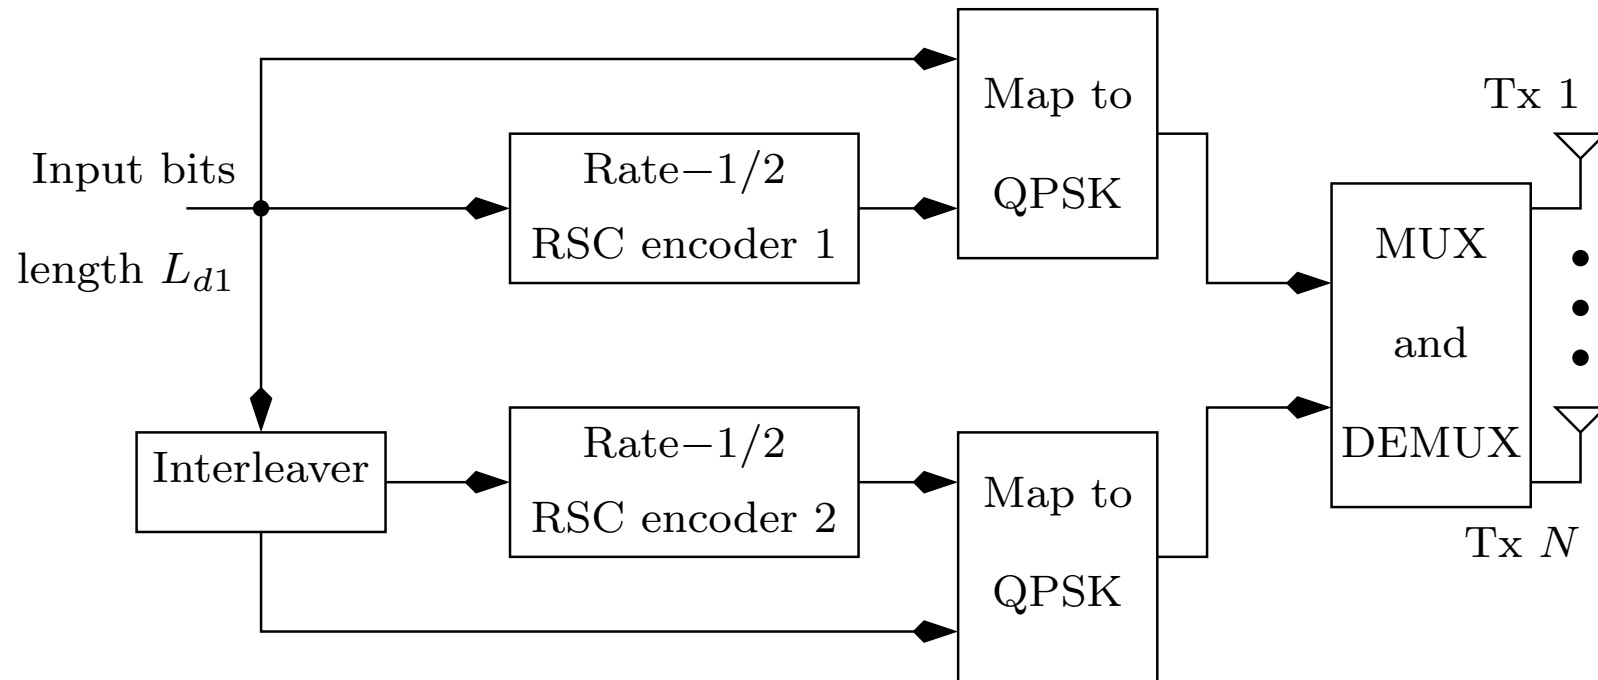 Input bits
length L_{d1}
Rate−1/2
RSC encoder 1
Map to
QPSK
Interleaver
Rate−1/2
RSC encoder 2
Map to
QPSK
MUX
and
DEMUX
Tx 1
Tx N